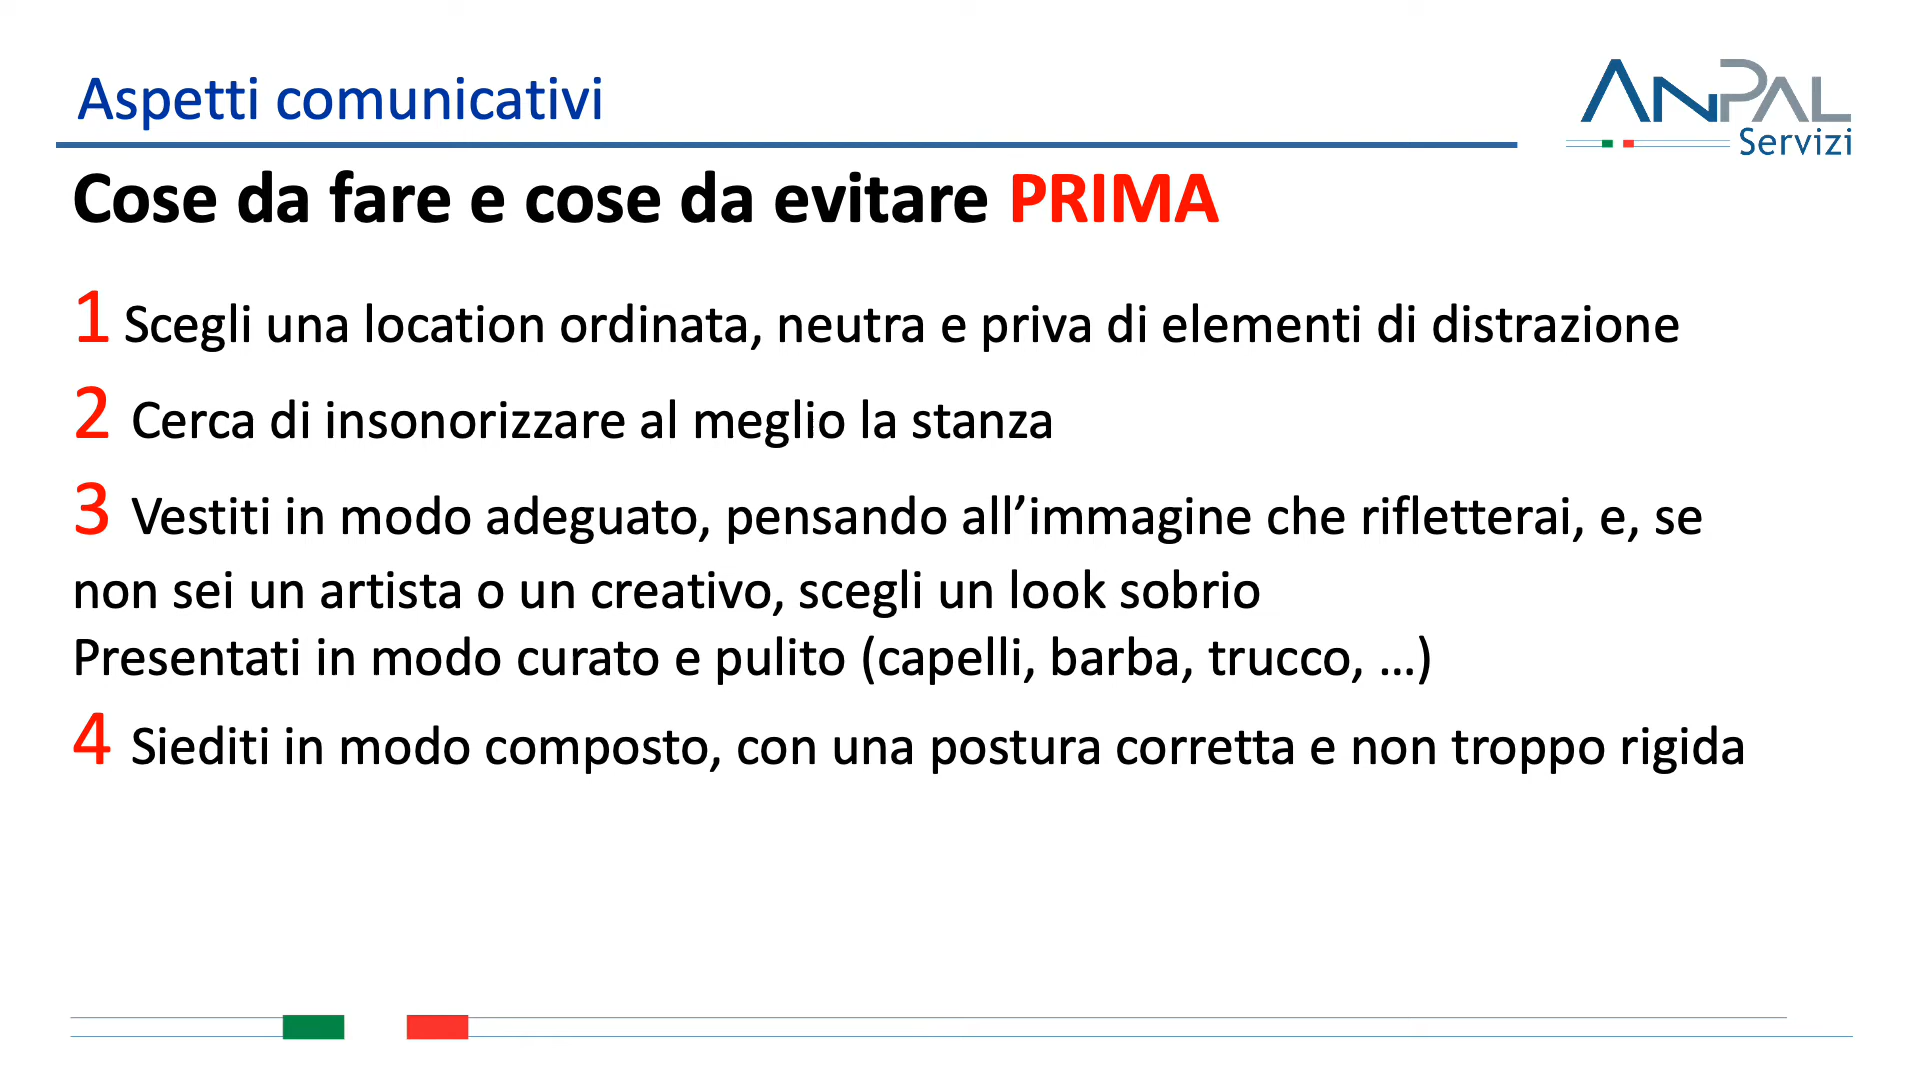 Aspetti comunicativi
ANPAL
Servizi
Cose da fare e cose da evitare PRIMA
1 Scegli una location ordinata, neutra e priva di elementi di distrazione
2 Cerca di insonorizzare al meglio la stanza
3 Vestiti in modo adeguato, pensando all’immagine che rifletterai, e, se
non sei un artista o un creativo, scegli un look sobrio
Presentati in modo curato e pulito (capelli, barba, trucco, …)
4 Siediti in modo composto, con una postura corretta e non troppo rigida